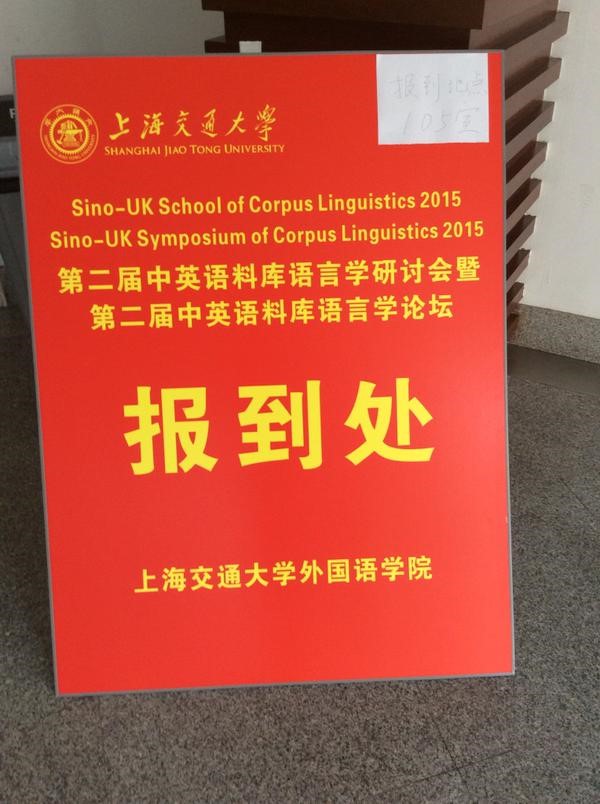 报到地点
105室
上海交通大学
SHANGHAI JIAO TONG UNIVERSITY
Sino-UK School of Corpus Linguistics 2015
Sino-UK Symposium of Corpus Linguistics 2015
第二届中英语料库语言学研讨会暨
第二届中英语料库语言学论坛
报到处
上海交通大学外国语学院